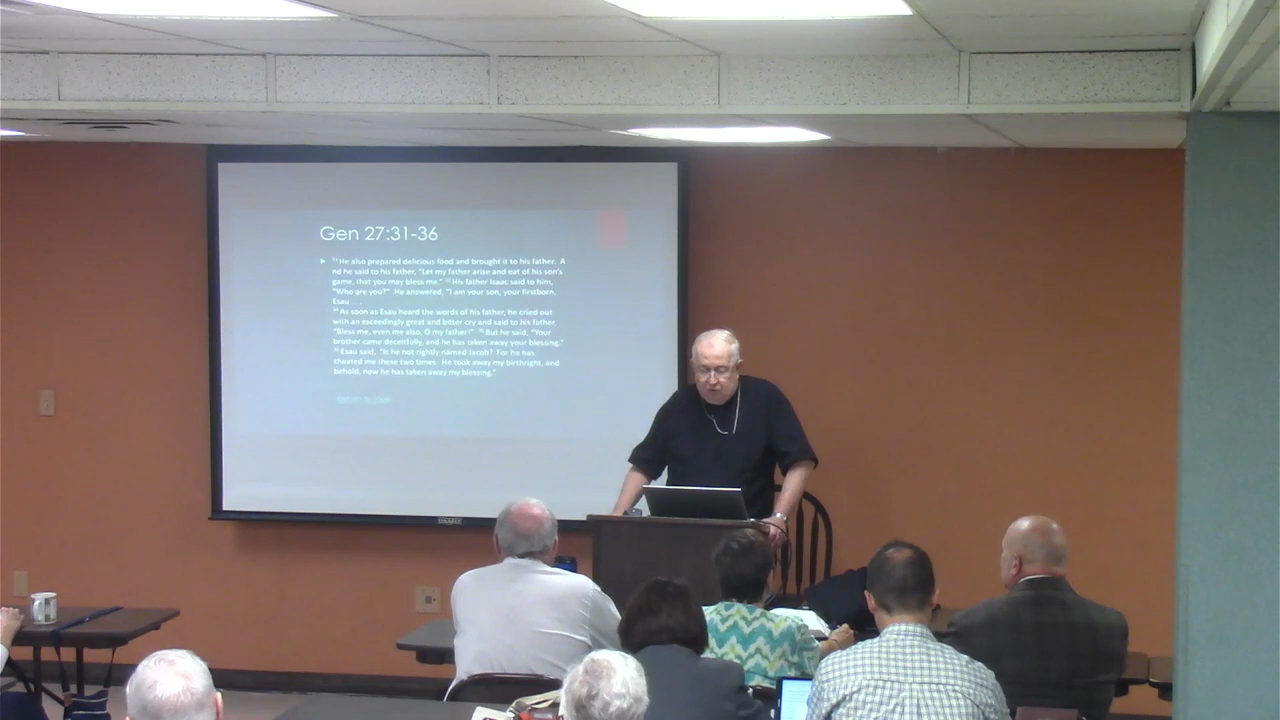 Gen 27:31-36
31 He also prepared delicious food and brought it to his father. A
nd he said to his father, "Let my father arise and eat of his son's
game, that you may bless me." 32 His father Isaac said to him,
"Who are you?" He answered, "I am your son, your firstborn,
Esau
34 As soon as Esau heard the words of his father, he cried out
with an exceedingly great and bitter cry and said to his father,
"Bless me, even me also, O my father!" 35 But he said, "Your
brother came deceitfully, and he has taken away your blessing."
36 Esau said, "Is he not rightly named Jacob? For he has
cheated me these two times. He took away my birthright, and
behold, now he has taken away my blessing."